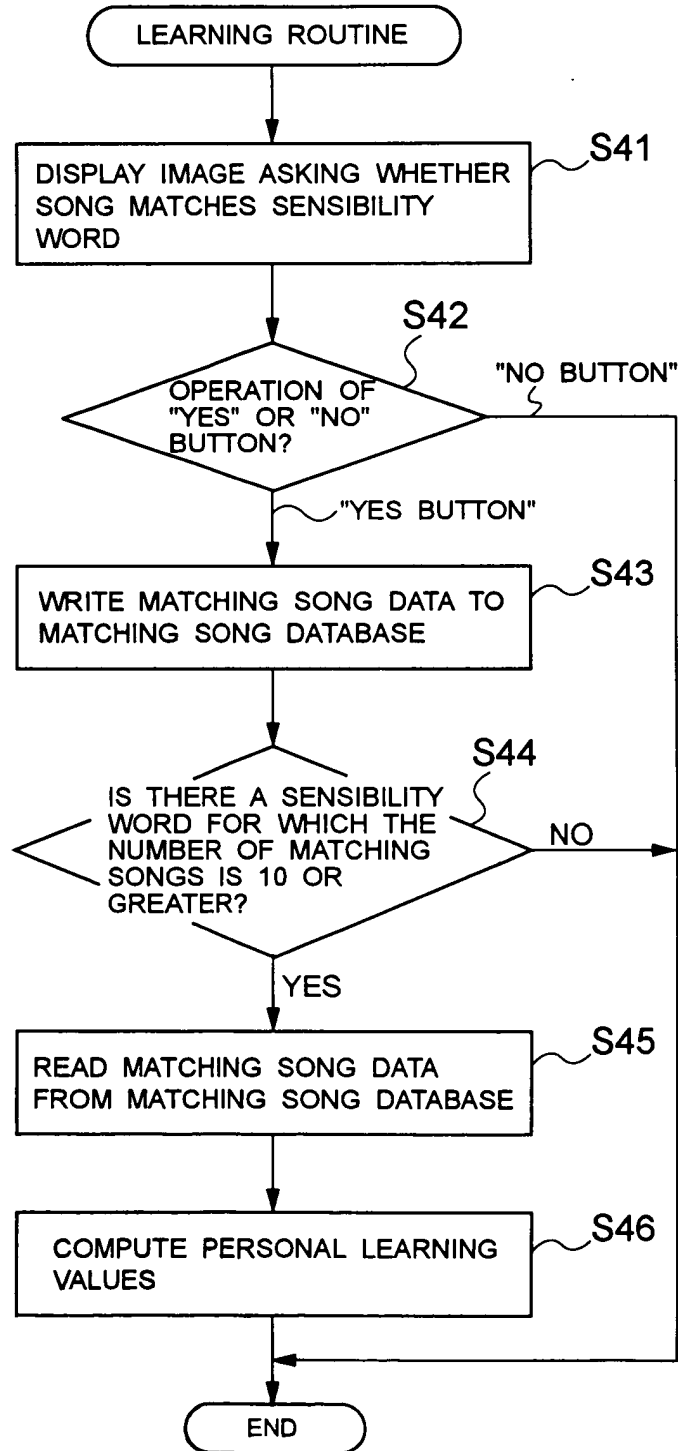 LEARNING ROUTINE
S41
DISPLAY IMAGE ASKING WHETHER
SONG MATCHES SENSIBILITY
WORD
S42
OPERATION OF
"YES" OR "NO"
BUTTON?
"NO BUTTON"
"YES BUTTON"
S43
WRITE MATCHING SONG DATA TO
MATCHING SONG DATABASE
S44
IS THERE A SENSIBILITY
WORD FOR WHICH THE
NUMBER OF MATCHING
SONGS IS 10 OR
GREATER?
NO
YES
S45
READ MATCHING SONG DATA
FROM MATCHING SONG DATABASE
S46
COMPUTE PERSONAL LEARNING
VALUES
END